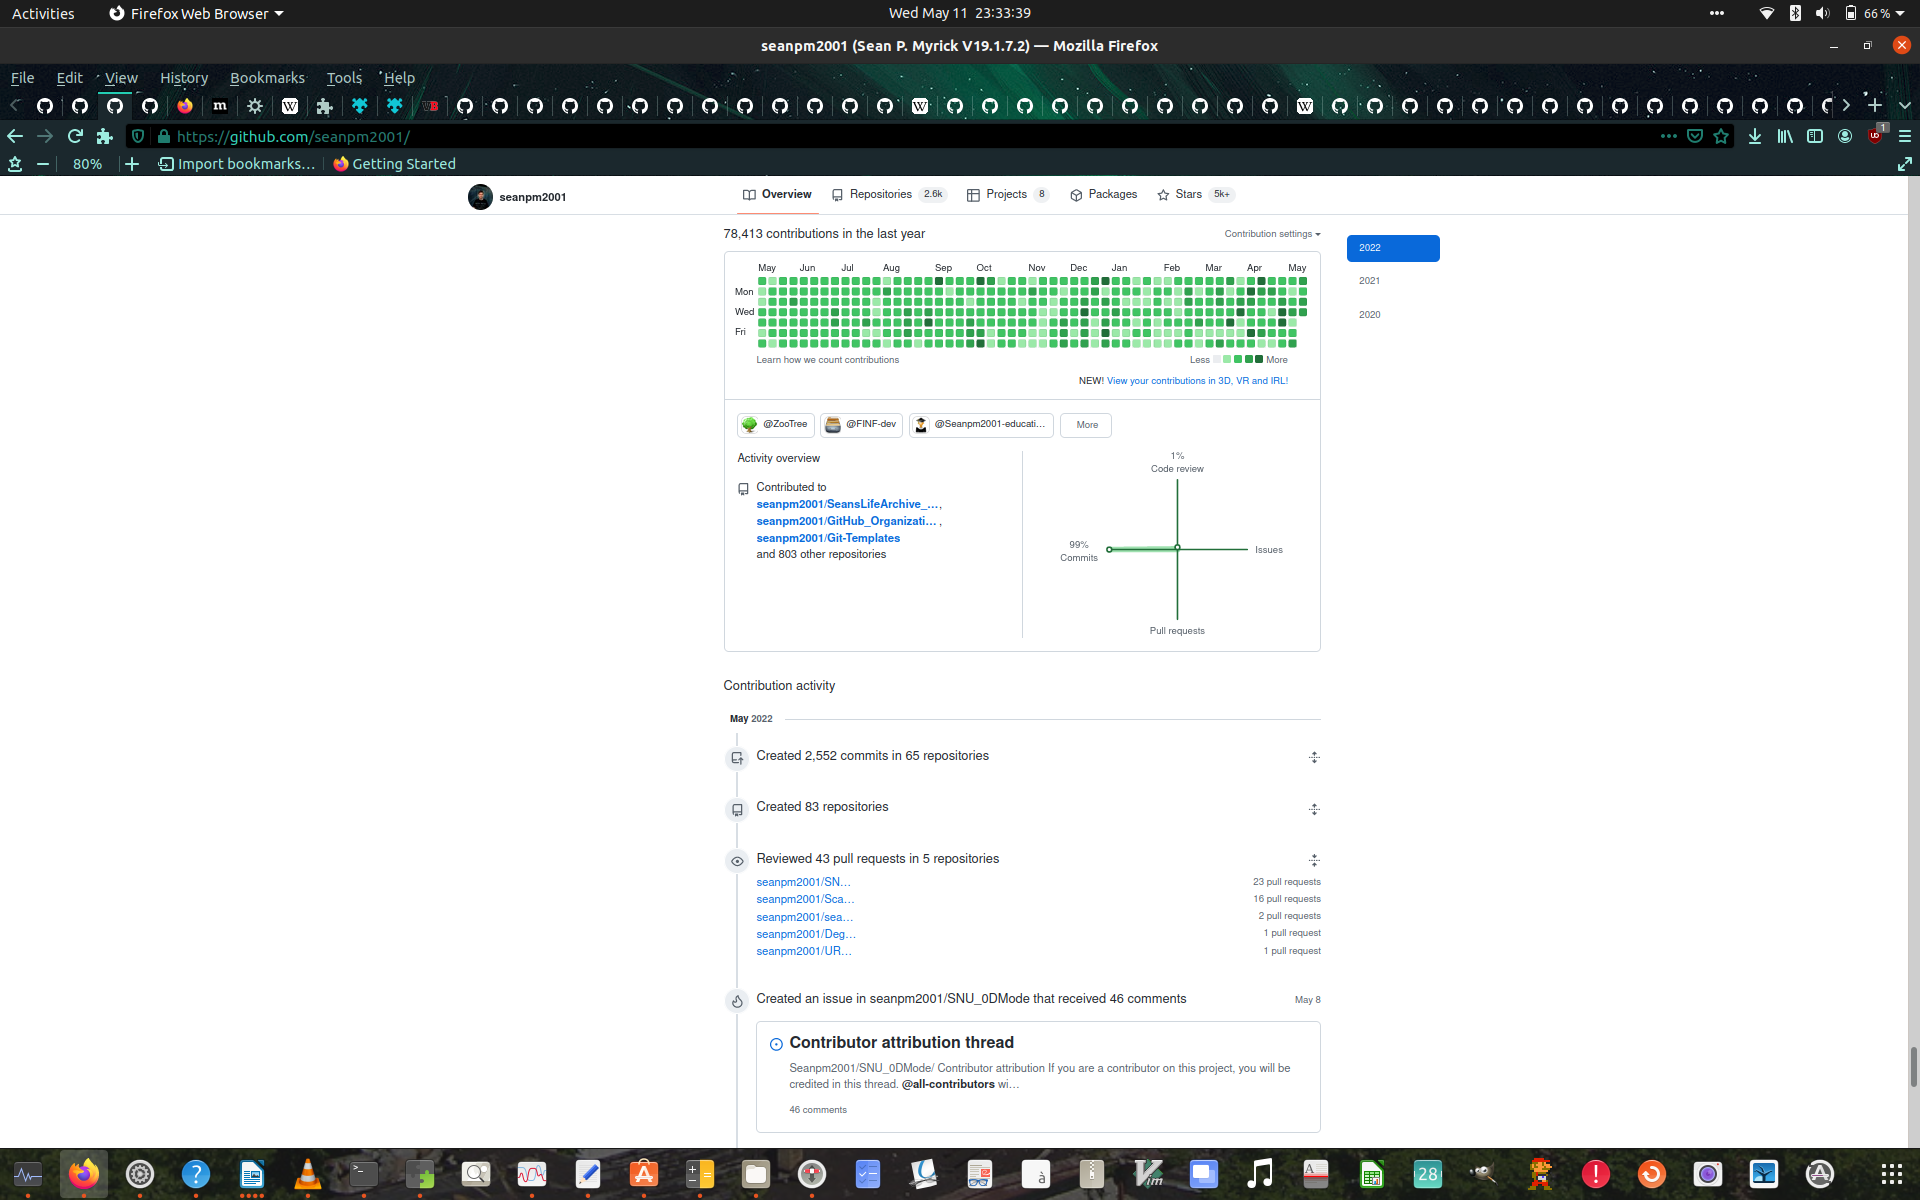 Activities
Firefox Web Browser
Wed May 11 23:33:39
66 %
seanpm2001 (Sean P. Myrick V19.1.7.2) — Mozilla Firefox
File Edit View History Bookmarks Tools Help
https://github.com/seanpm2001/
80% Import bookmarks... Getting Started
seanpm2001
Overview Repositories 2.6k Projects 8 Packages Stars 5k+
78,413 contributions in the last year
Contribution settings
2022
2021
2020
May Jun Jul Aug Sep Oct Nov Dec Jan Feb Mar Apr May
Mon
Wed
Fri
Learn how we count contributions
Less More
NEW! View your contributions in 3D, VR and IRL!
@ZooTree @FINF-dev @Seanpm2001-educati... More
Activity overview
Contributed to
seanpm2001/SeansLifeArchive_...,
seanpm2001/GitHub_Organizati... ,
seanpm2001/Git-Templates
and 803 other repositories
1%
Code review
99%
Commits
Issues
Pull requests
Contribution activity
May 2022
Created 2,552 commits in 65 repositories
Created 83 repositories
Reviewed 43 pull requests in 5 repositories
seanpm2001/SN... 23 pull requests
seanpm2001/Sca... 16 pull requests
seanpm2001/sea... 2 pull requests
seanpm2001/Deg... 1 pull request
seanpm2001/UR... 1 pull request
Created an issue in seanpm2001/SNU_0DMode that received 46 comments
May 8
Contributor attribution thread
Seanpm2001/SNU_0DMode/ Contributor attribution If you are a contributor on this project, you will be
credited in this thread. @all-contributors wi...
46 comments
28